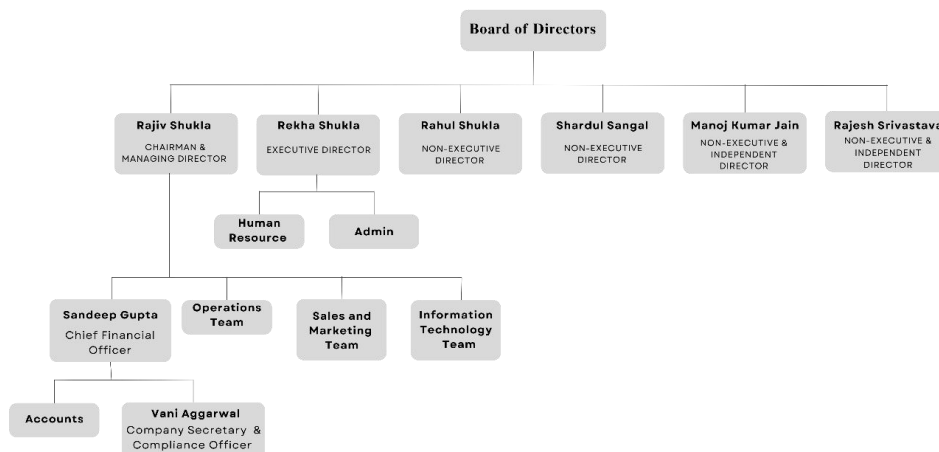 Board of Directors
Rajiv Shukla
CHAIRMAN &
MANAGING DIRECTOR
Rekha Shukla
EXECUTIVE DIRECTOR
Rahul Shukla
NON-EXECUTIVE
DIRECTOR
Shardul Sangal
NON-EXECUTIVE
DIRECTOR
Manoj Kumar Jain
NON-EXECUTIVE &
INDEPENDENT
DIRECTOR
Rajesh Srivastava
NON-EXECUTIVE &
INDEPENDENT
DIRECTOR
Human
Resource
Admin
Sandeep Gupta
Chief Financial
Officer
Operations
Team
Sales and
Marketing
Team
Information
Technology
Team
Accounts
Vani Aggarwal
Company Secretary &
Compliance Officer